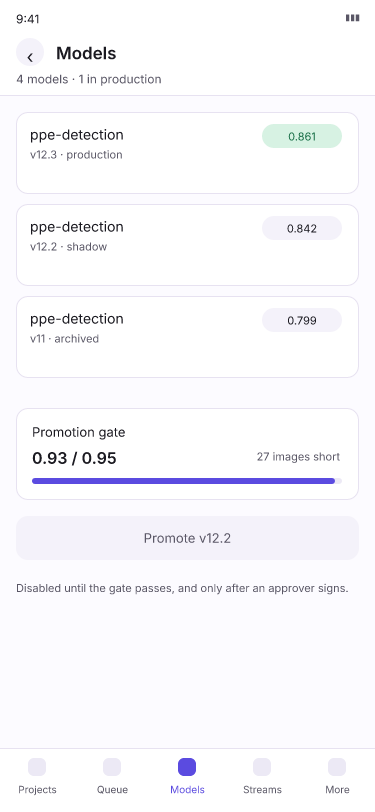 9:41
‹ Models
4 models · 1 in production
ppe-detection
0.861
v12.3 · production
ppe-detection
0.842
v12.2 · shadow
ppe-detection
0.799
v11 · archived
Promotion gate
0.93 / 0.95
27 images short
Promote v12.2
Disabled until the gate passes, and only after an approver signs.
Projects
Queue
Models
Streams
More